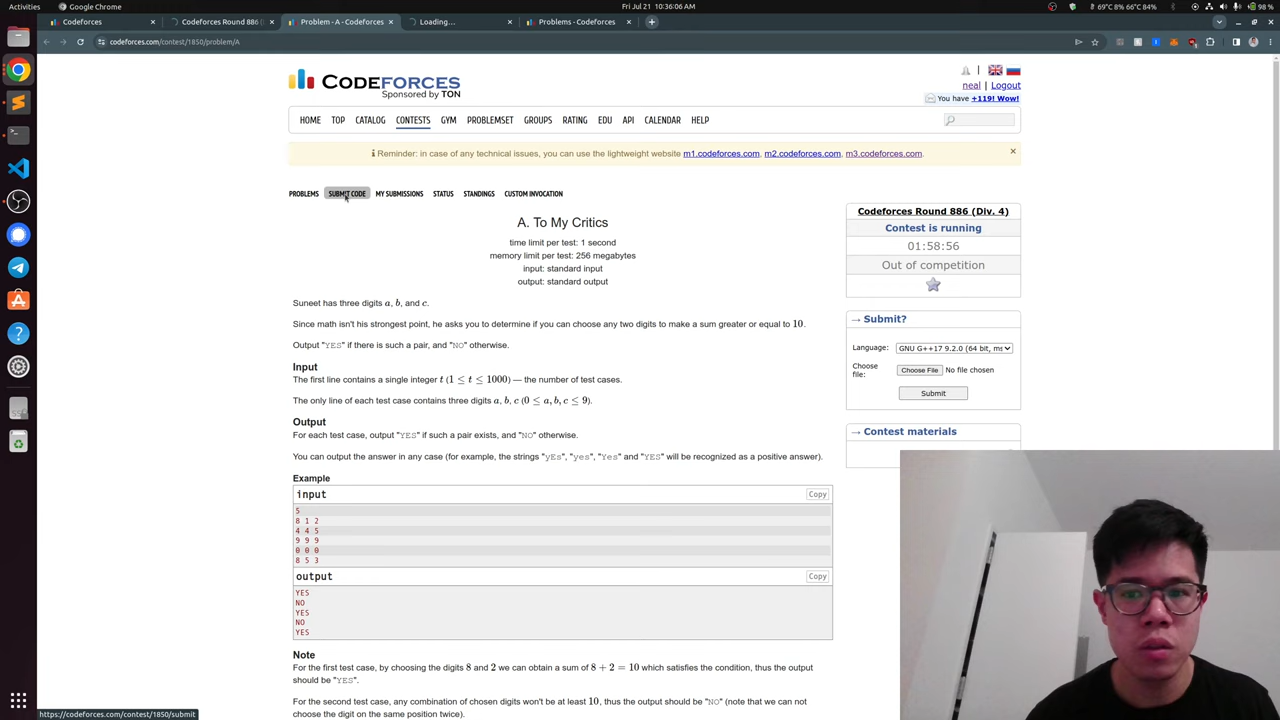 Activities
Google Chrome
Fri Jul 21 10:36:06 AM
69°C 8% 66°C 84%
98 %
Codeforces
Codeforces Round 886 (
Problem - A - Codeforces
Loading...
Problems - Codeforces
codeforces.com/contest/1850/problem/A
CODEFORCES
Sponsored by TON
neal | Logout
You have +119! Wow!
HOME TOP CATALOG CONTESTS GYM PROBLEMSET GROUPS RATING EDU API CALENDAR HELP
Reminder: in case of any technical issues, you can use the lightweight website m1.codeforces.com, m2.codeforces.com, m3.codeforces.com.
PROBLEMS SUBMIT CODE MY SUBMISSIONS STATUS STANDINGS CUSTOM INVOCATION
A. To My Critics
time limit per test: 1 second
memory limit per test: 256 megabytes
input: standard input
output: standard output
Suneet has three digits a, b, and c.
Since math isn't his strongest point, he asks you to determine if you can choose any two digits to make a sum greater or equal to 10.
Output "YES" if there is such a pair, and "NO" otherwise.
Input
The first line contains a single integer t (1 ≤ t ≤ 1000) — the number of test cases.
The only line of each test case contains three digits a, b, c (0 ≤ a, b, c ≤ 9).
Output
For each test case, output "YES" if such a pair exists, and "NO" otherwise.
You can output the answer in any case (for example, the strings "yEs", "yes", "Yes" and "YES" will be recognized as a positive answer).
Example
input
Copy
5
8 1 2
4 4 5
9 9 9
0 0 0
8 5 3
output
Copy
YES
NO
YES
NO
YES
Note
For the first test case, by choosing the digits 8 and 2 we can obtain a sum of 8 + 2 = 10 which satisfies the condition, thus the output
should be "YES".
For the second test case, any combination of chosen digits won't be at least 10, thus the output should be "NO" (note that we can not
choose the digit on the same position twice).
Codeforces Round 886 (Div. 4)
Contest is running
01:58:56
Out of competition
→ Submit?
Language: GNU G++17 9.2.0 (64 bit, ms
Choose file: Choose File No file chosen
Submit
→ Contest materials
https://codeforces.com/contest/1850/submit